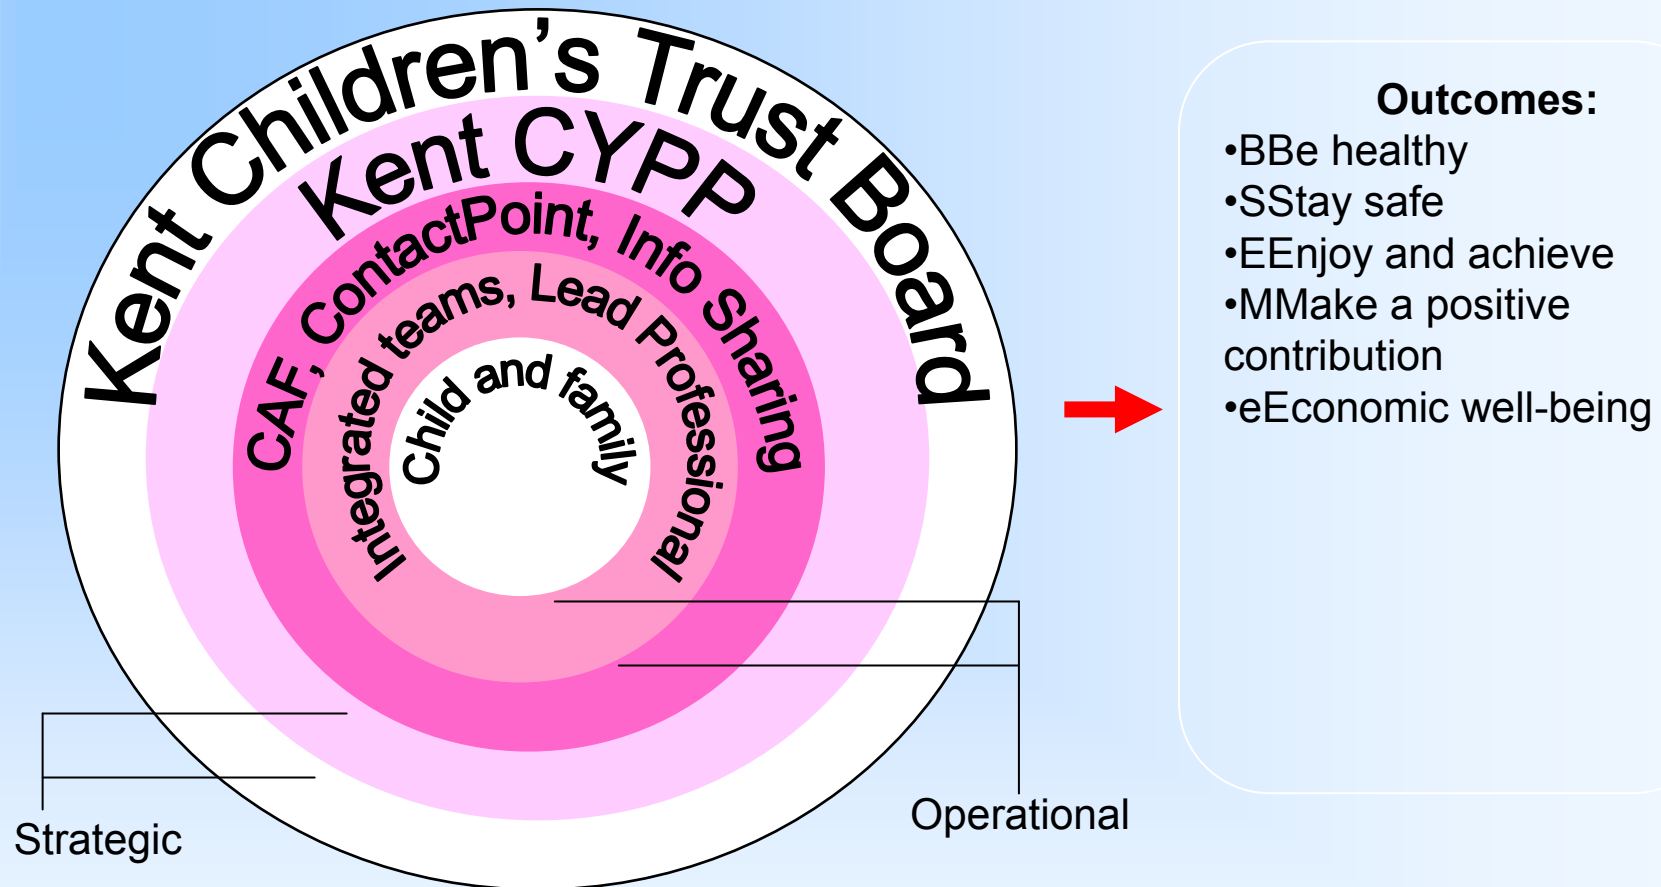 Kent Children's Trust Board
Kent CYPP
CAF, ContactPoint, Info Sharing
Integrated teams, Lead Professional
Child and family
Strategic
Operational
Outcomes:
•BBe healthy
•SStay safe
•EEnjoy and achieve
•MMake a positive
contribution
•eEconomic well-being